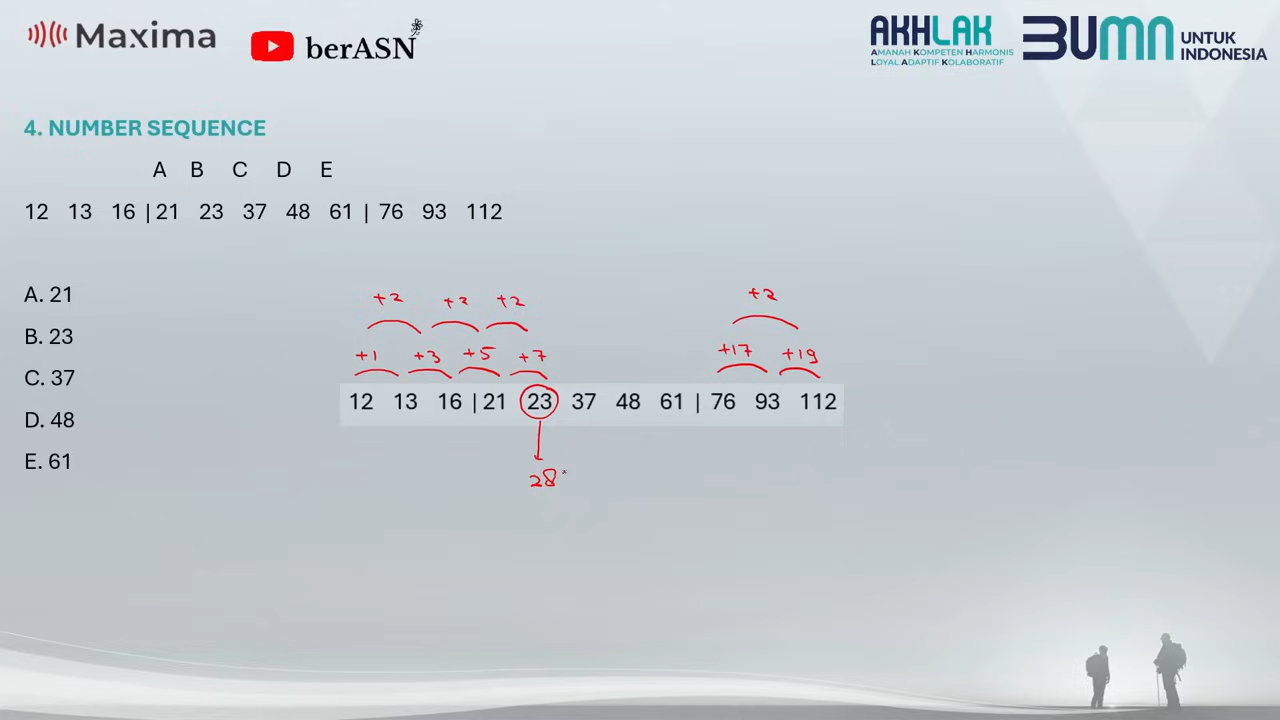 Maxima
berASN
AKHLAK
AMANAH KOMPETEN HARMONIS
LOYAL ADAPTIF KOLABORATIF
BUMN UNTUK INDONESIA
4. NUMBER SEQUENCE
A B C D E
12 13 16 | 21 23 37 48 61 | 76 93 112
A. 21
B. 23
C. 37
D. 48
E. 61
+2 +2 +2 +2
+1 +3 +5 +7 +17 +19
12 13 16 | 21 23 37 48 61 | 76 93 112
28